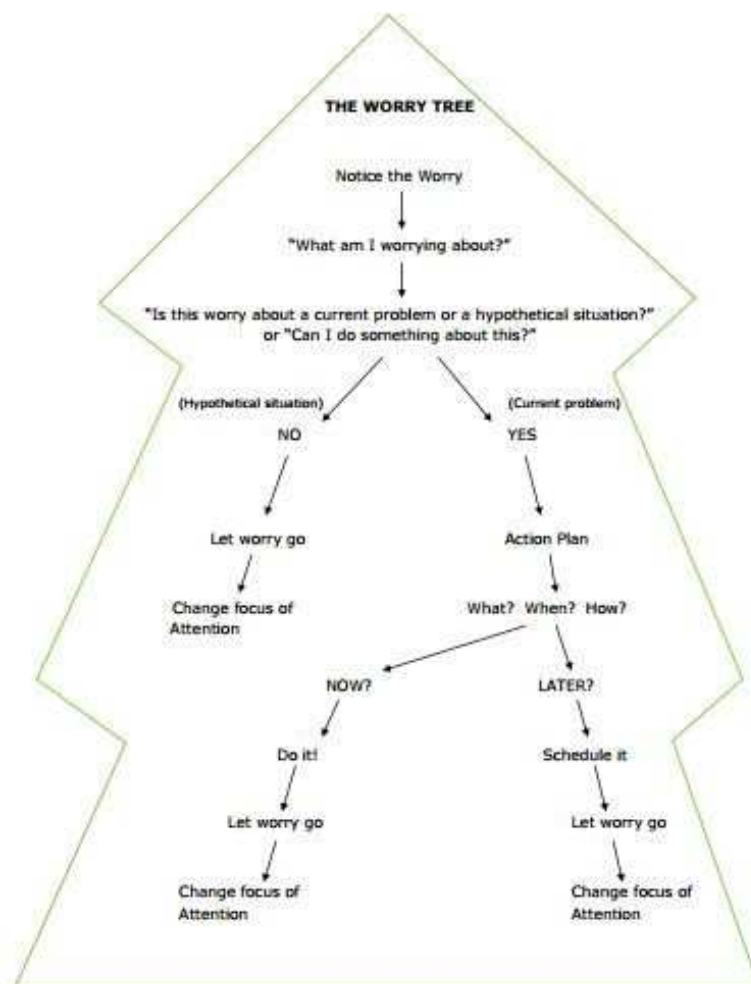 THE WORRY TREE
Notice the Worry
“What am I worrying about?”
“Is this worry about a current problem or a hypothetical situation?”
or “Can I do something about this?”
(Hypothetical situation)
(Current problem)
NO
YES
Let worry go
Action Plan
Change focus of
Attention
What?  When?  How?
NOW?
LATER?
Do it!
Schedule it
Let worry go
Let worry go
Change focus of
Attention
Change focus of
Attention